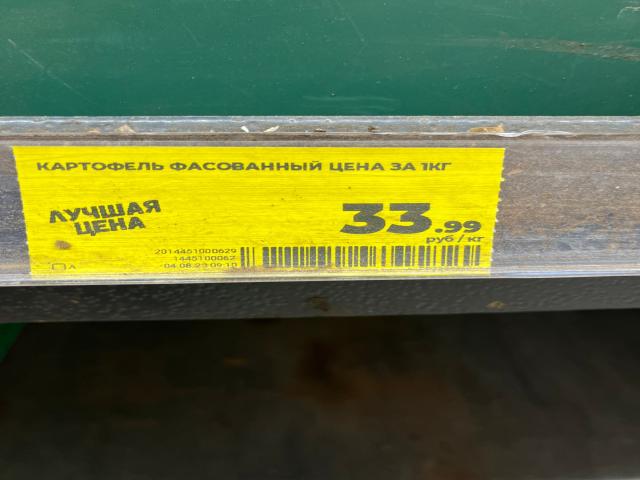 КАРТОФЕЛЬ ФАСОВАННЫЙ ЦЕНА ЗА 1КГ
ЛУЧШАЯ
ЦЕНА
33.99
руб / кг
2014451000629
1445100062
04.08.23 09:10
А